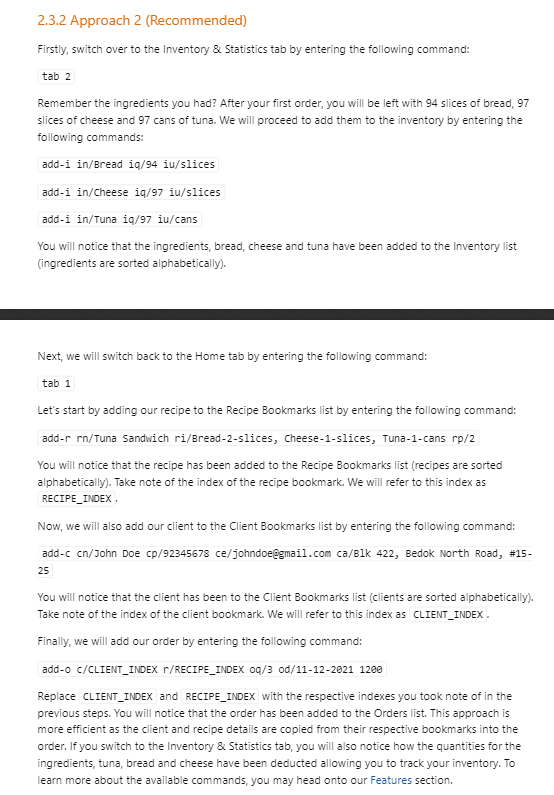 2.3.2 Approach 2 (Recommended)
Firstly, switch over to the Inventory & Statistics tab by entering the following command:
tab 2
Remember the ingredients you had? After your first order, you will be left with 94 slices of bread, 97
slices of cheese and 97 cans of tuna. We will proceed to add them to the inventory by entering the
following commands:
add-i in/Bread iq/94 iu/slices
add-i in/Cheese iq/97 iu/slices
add-i in/Tuna iq/97 iu/cans
You will notice that the ingredients, bread, cheese and tuna have been added to the Inventory list
(ingredients are sorted alphabetically).
Next, we will switch back to the Home tab by entering the following command:
tab 1
Let's start by adding our recipe to the Recipe Bookmarks list by entering the following command:
add-r rn/Tuna Sandwich ri/Bread-2-slices, Cheese-1-slices, Tuna-1-cans rp/2
You will notice that the recipe has been added to the Recipe Bookmarks list (recipes are sorted
alphabetically). Take note of the index of the recipe bookmark. We will refer to this index as
RECIPE_INDEX .
Now, we will also add our client to the Client Bookmarks list by entering the following command:
add-c cn/John Doe cp/92345678 ce/johndoe@gmail.com ca/Blk 422, Bedok North Road, #15-
25
You will notice that the client has been to the Client Bookmarks list (clients are sorted alphabetically).
Take note of the index of the client bookmark. We will refer to this index as CLIENT_INDEX .
Finally, we will add our order by entering the following command:
add-o c/CLIENT_INDEX r/RECIPE_INDEX oq/3 od/11-12-2021 1200
Replace CLIENT_INDEX and RECIPE_INDEX with the respective indexes you took note of in the
previous steps. You will notice that the order has been added to the Orders list. This approach is
more efficient as the client and recipe details are copied from their respective bookmarks into the
order. If you switch to the Inventory & Statistics tab, you will also notice how the quantities for the
ingredients, tuna, bread and cheese have been deducted allowing you to track your inventory. To
learn more about the available commands, you may head onto our Features section.